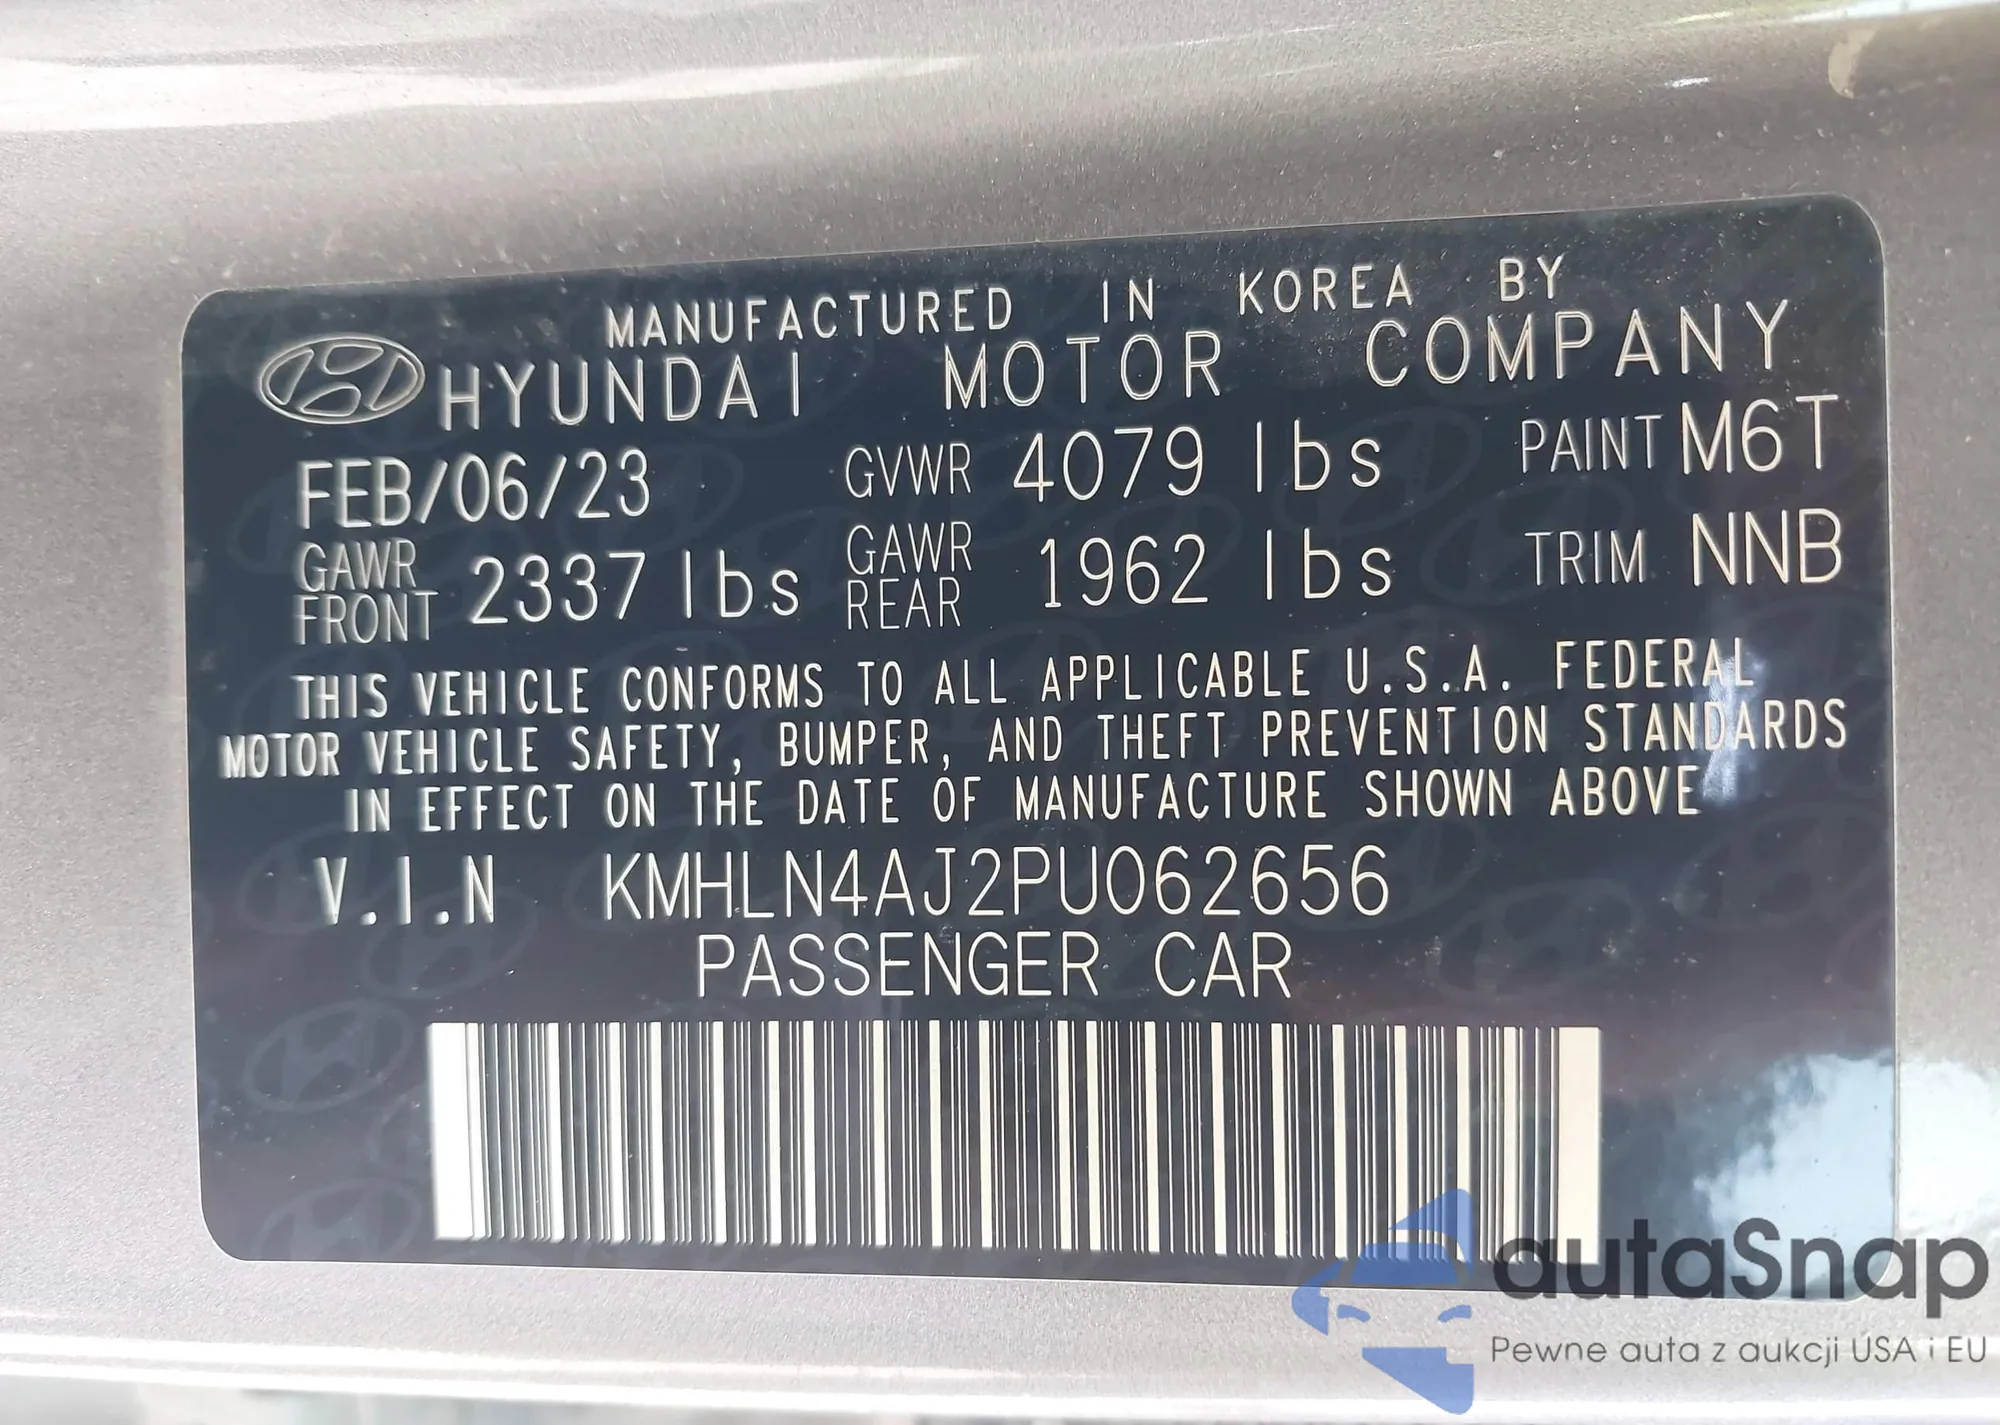 MANUFACTURED IN KOREA BY
HYUNDAI MOTOR COMPANY
FEB/06/23 GVWR 4079 lbs PAINT M6T
GAWR FRONT 2337 lbs GAWR REAR 1962 lbs TRIM NNB
THIS VEHICLE CONFORMS TO ALL APPLICABLE U.S.A. FEDERAL
MOTOR VEHICLE SAFETY, BUMPER, AND THEFT PREVENTION STANDARDS
IN EFFECT ON THE DATE OF MANUFACTURE SHOWN ABOVE
V.I.N KMHLN4AJ2PU062656
PASSENGER CAR
autaSnap
Pewne auta z aukcji USA i EU